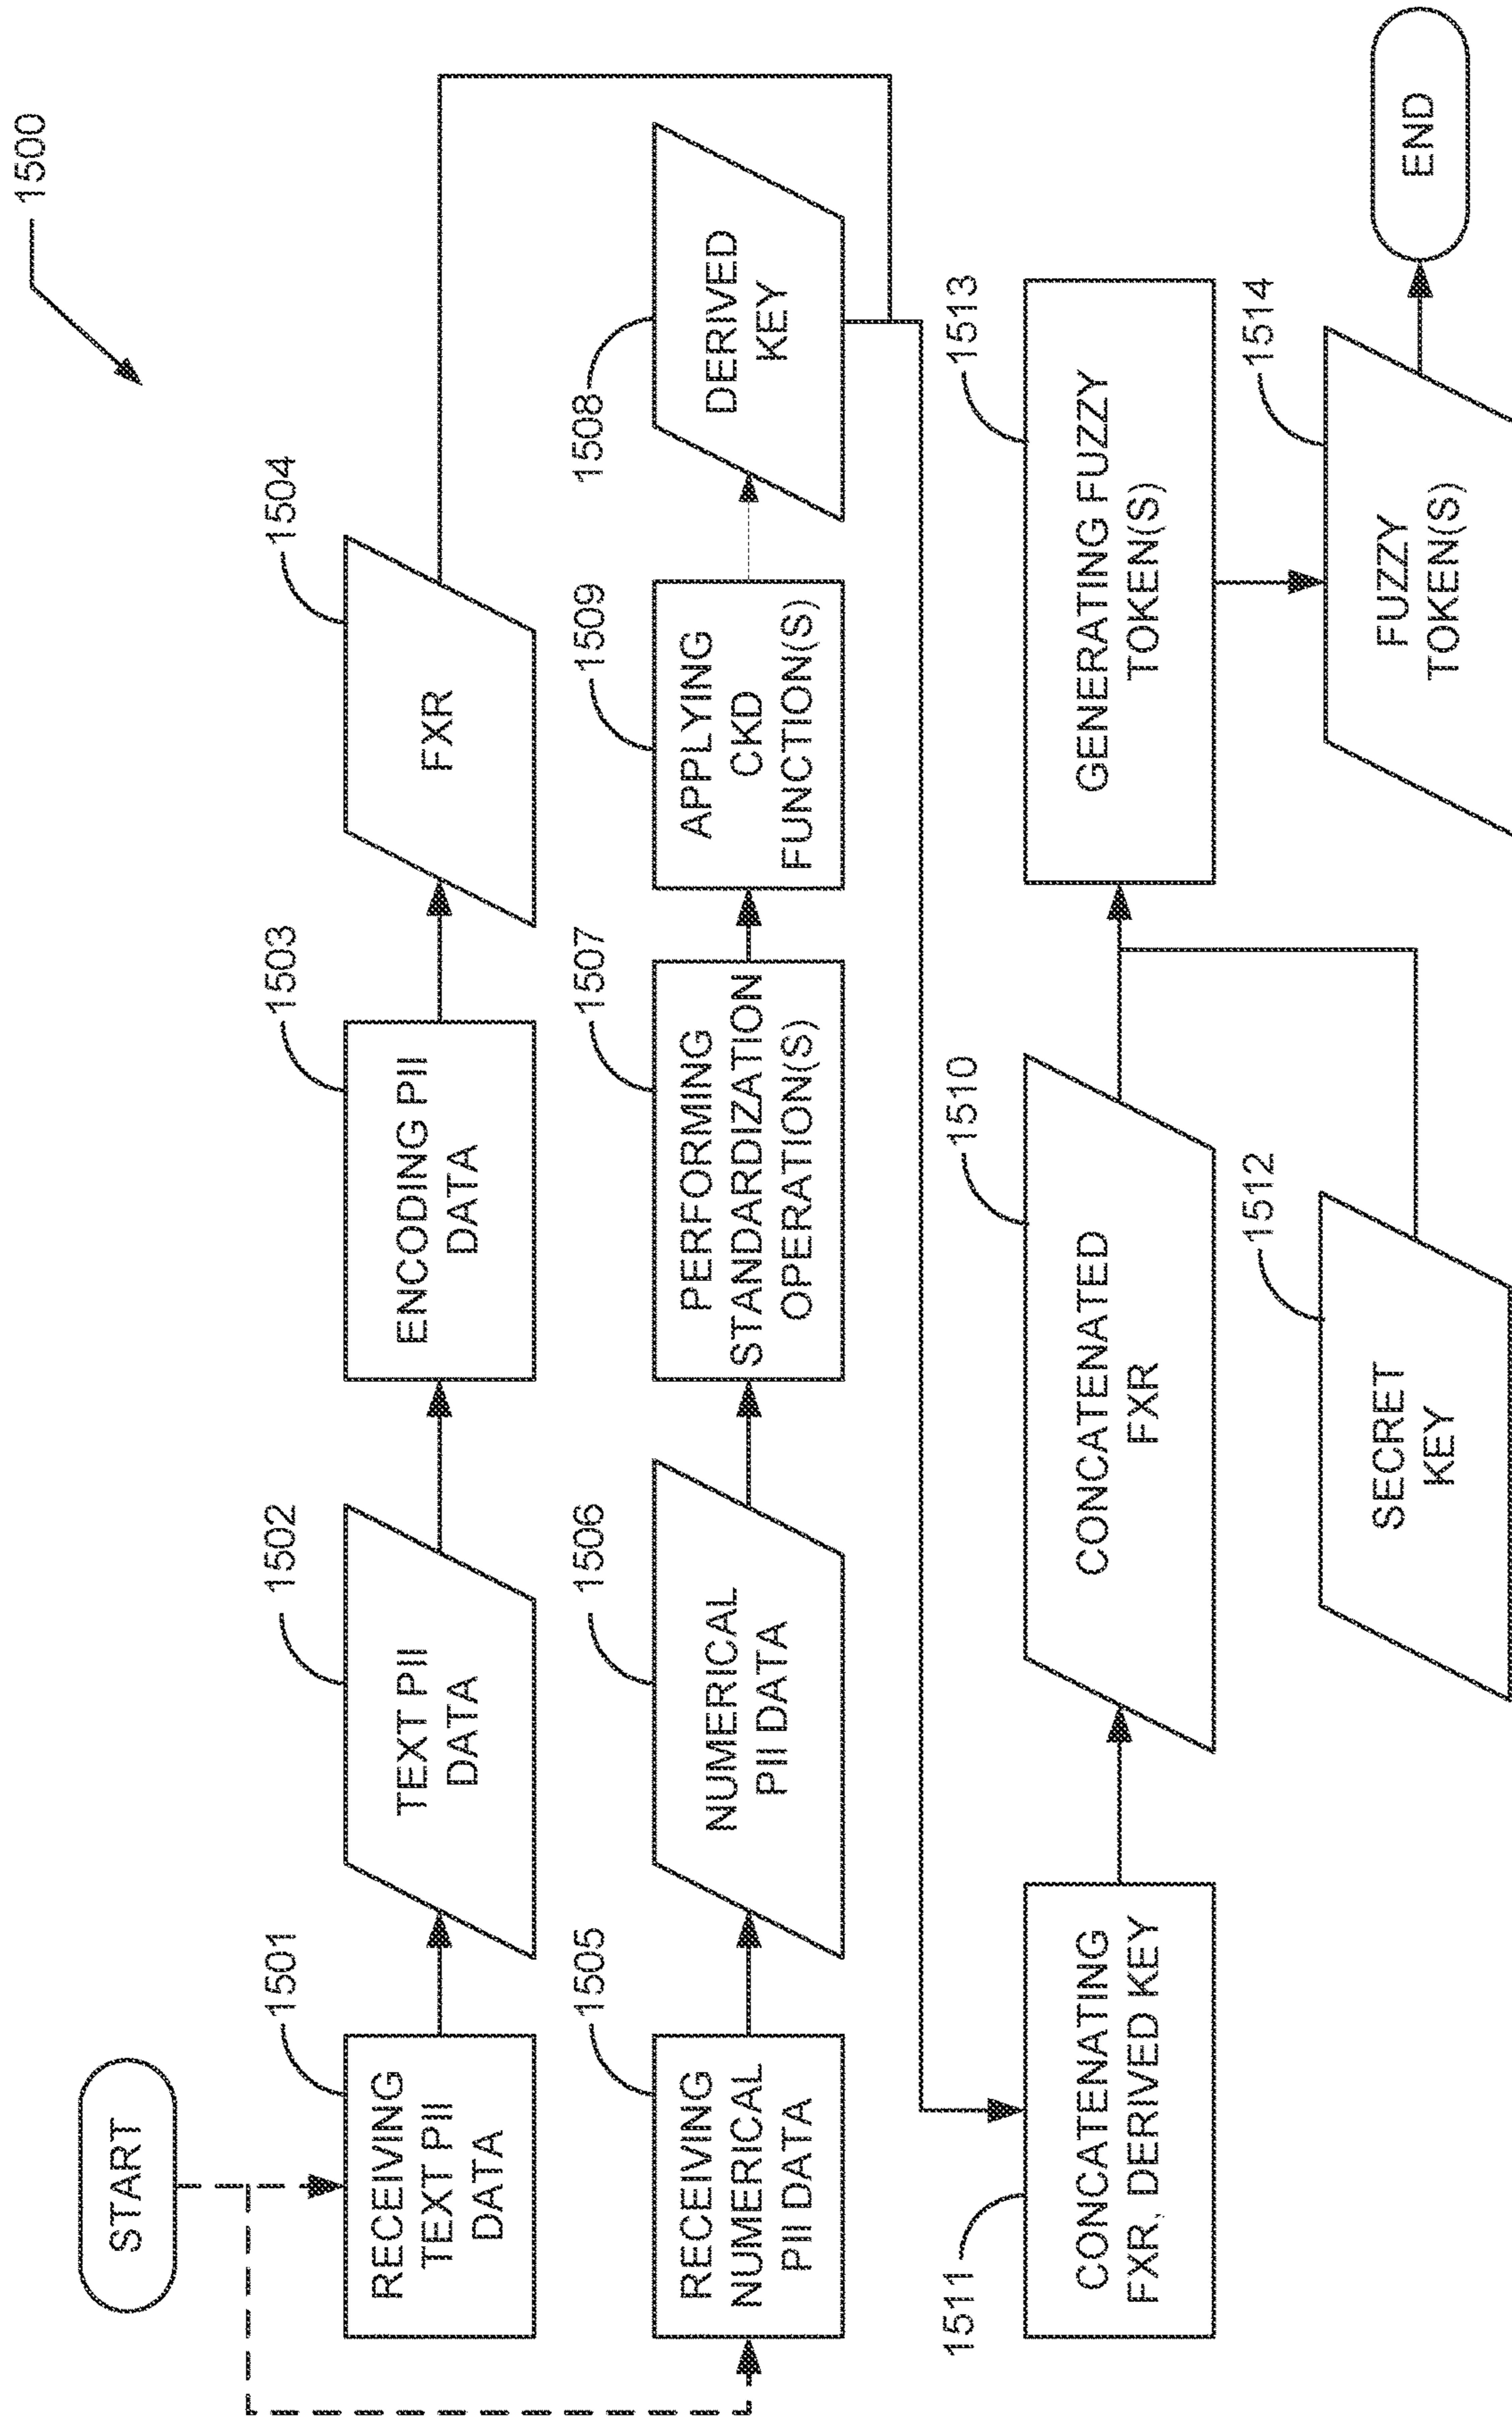 1500
START
1501
RECEIVING
TEXT PII
DATA
1502
TEXT PII
DATA
1503
ENCODING PII
DATA
1504
FXR
1505
RECEIVING
NUMERICAL
PII DATA
1506
NUMERICAL
PII DATA
1507
PERFORMING
STANDARDIZATION
OPERATION(S)
1509
APPLYING
CKD
FUNCTION(S)
1508
DERIVED
KEY
1511
CONCATENATING
FXR, DERIVED KEY
1510
CONCATENATED
FXR
1512
SECRET
KEY
1513
GENERATING FUZZY
TOKEN(S)
1514
FUZZY
TOKEN(S)
END